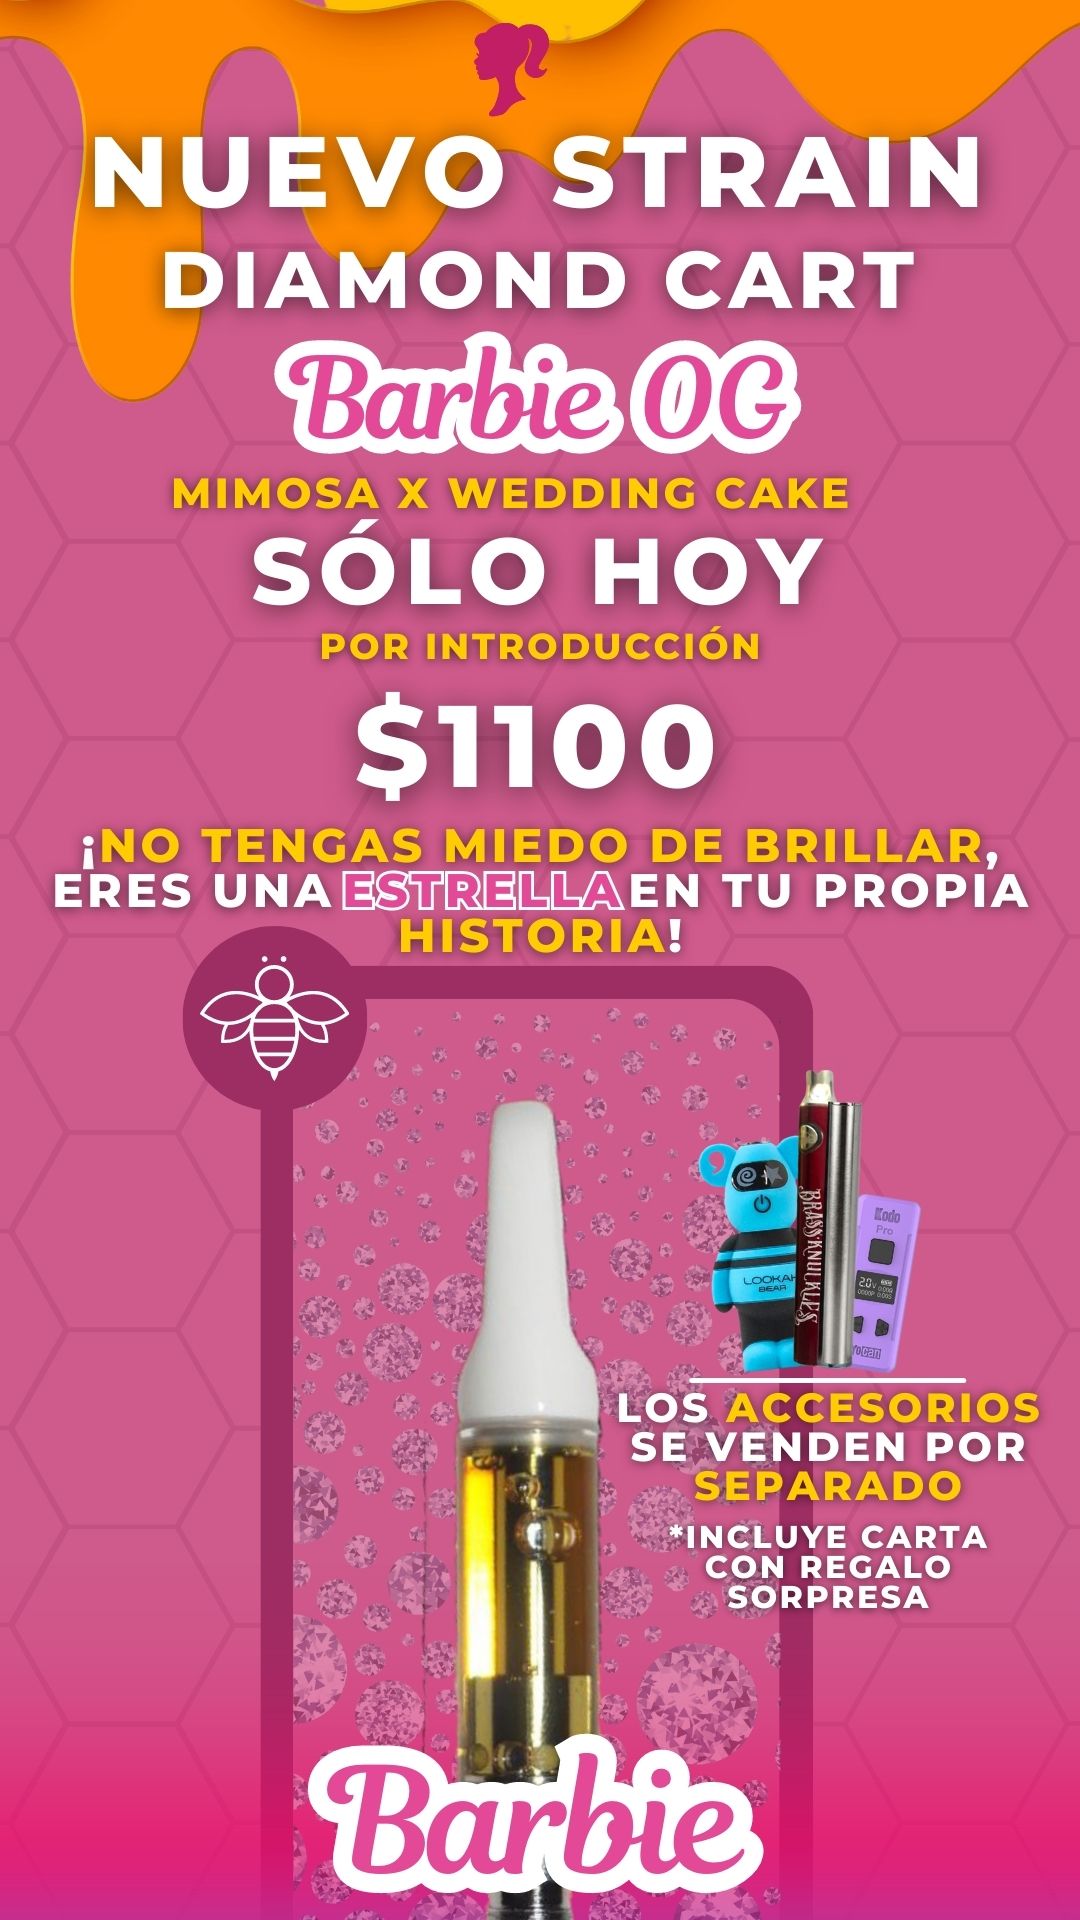 NUEVO STRAIN
DIAMOND CART
Barbie OG
MIMOSA X WEDDING CAKE
SÓLO HOY
POR INTRODUCCIÓN
$1100
¡NO TENGAS MIEDO DE BRILLAR,
ERES UNA ESTRELLA EN TU PROPIA
HISTORIA!
LOOKAH
BEAR
BRASS KNUCKLES
Kodo
Pro
2.0V
LOS ACCESORIOS
SE VENDEN POR
SEPARADO
*INCLUYE CARTA
CON REGALO
SORPRESA
Barbie